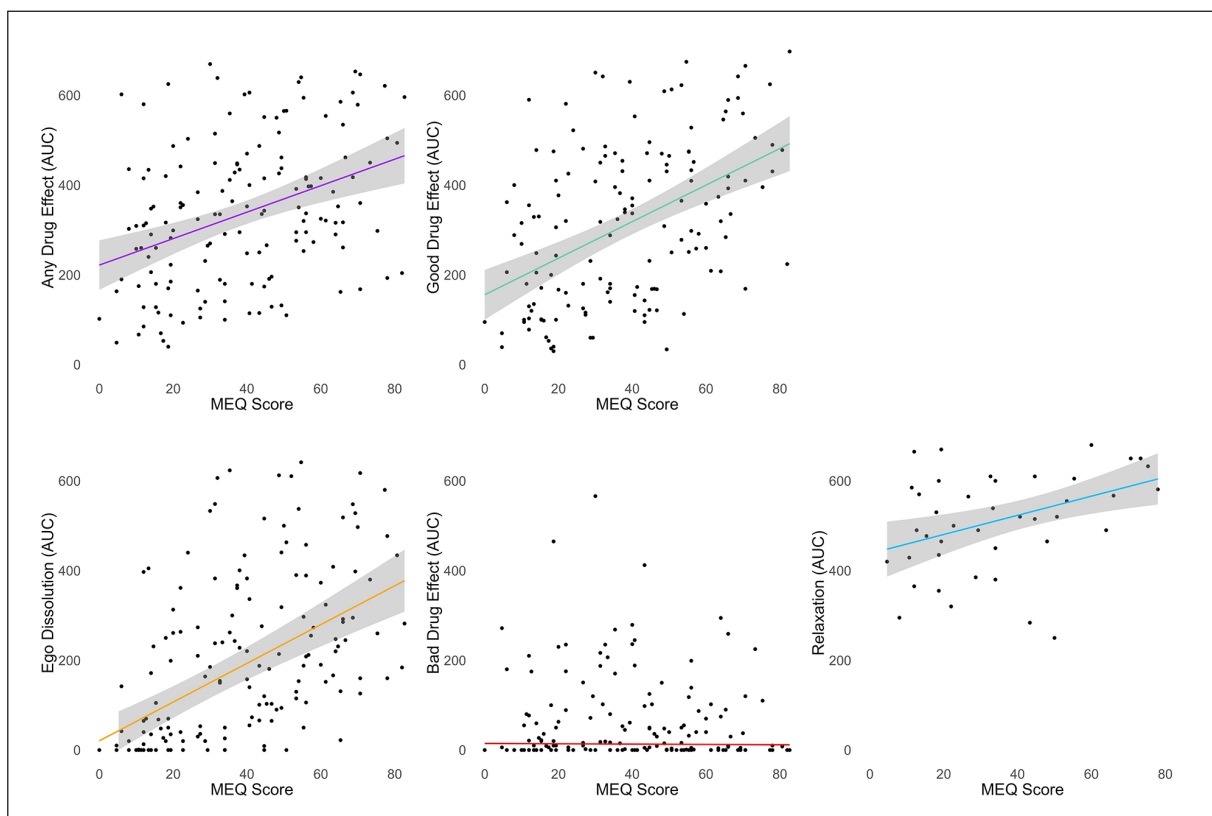 Any Drug Effect (AUC)
600
400
200
0
0 20 40 60 80
MEQ Score
Good Drug Effect (AUC)
600
400
200
0
0 20 40 60 80
MEQ Score
Ego Dissolution (AUC)
600
400
200
0
0 20 40 60 80
MEQ Score
Bad Drug Effect (AUC)
600
400
200
0
0 20 40 60 80
MEQ Score
Relaxation (AUC)
600
400
200
0
0 20 40 60 80
MEQ Score